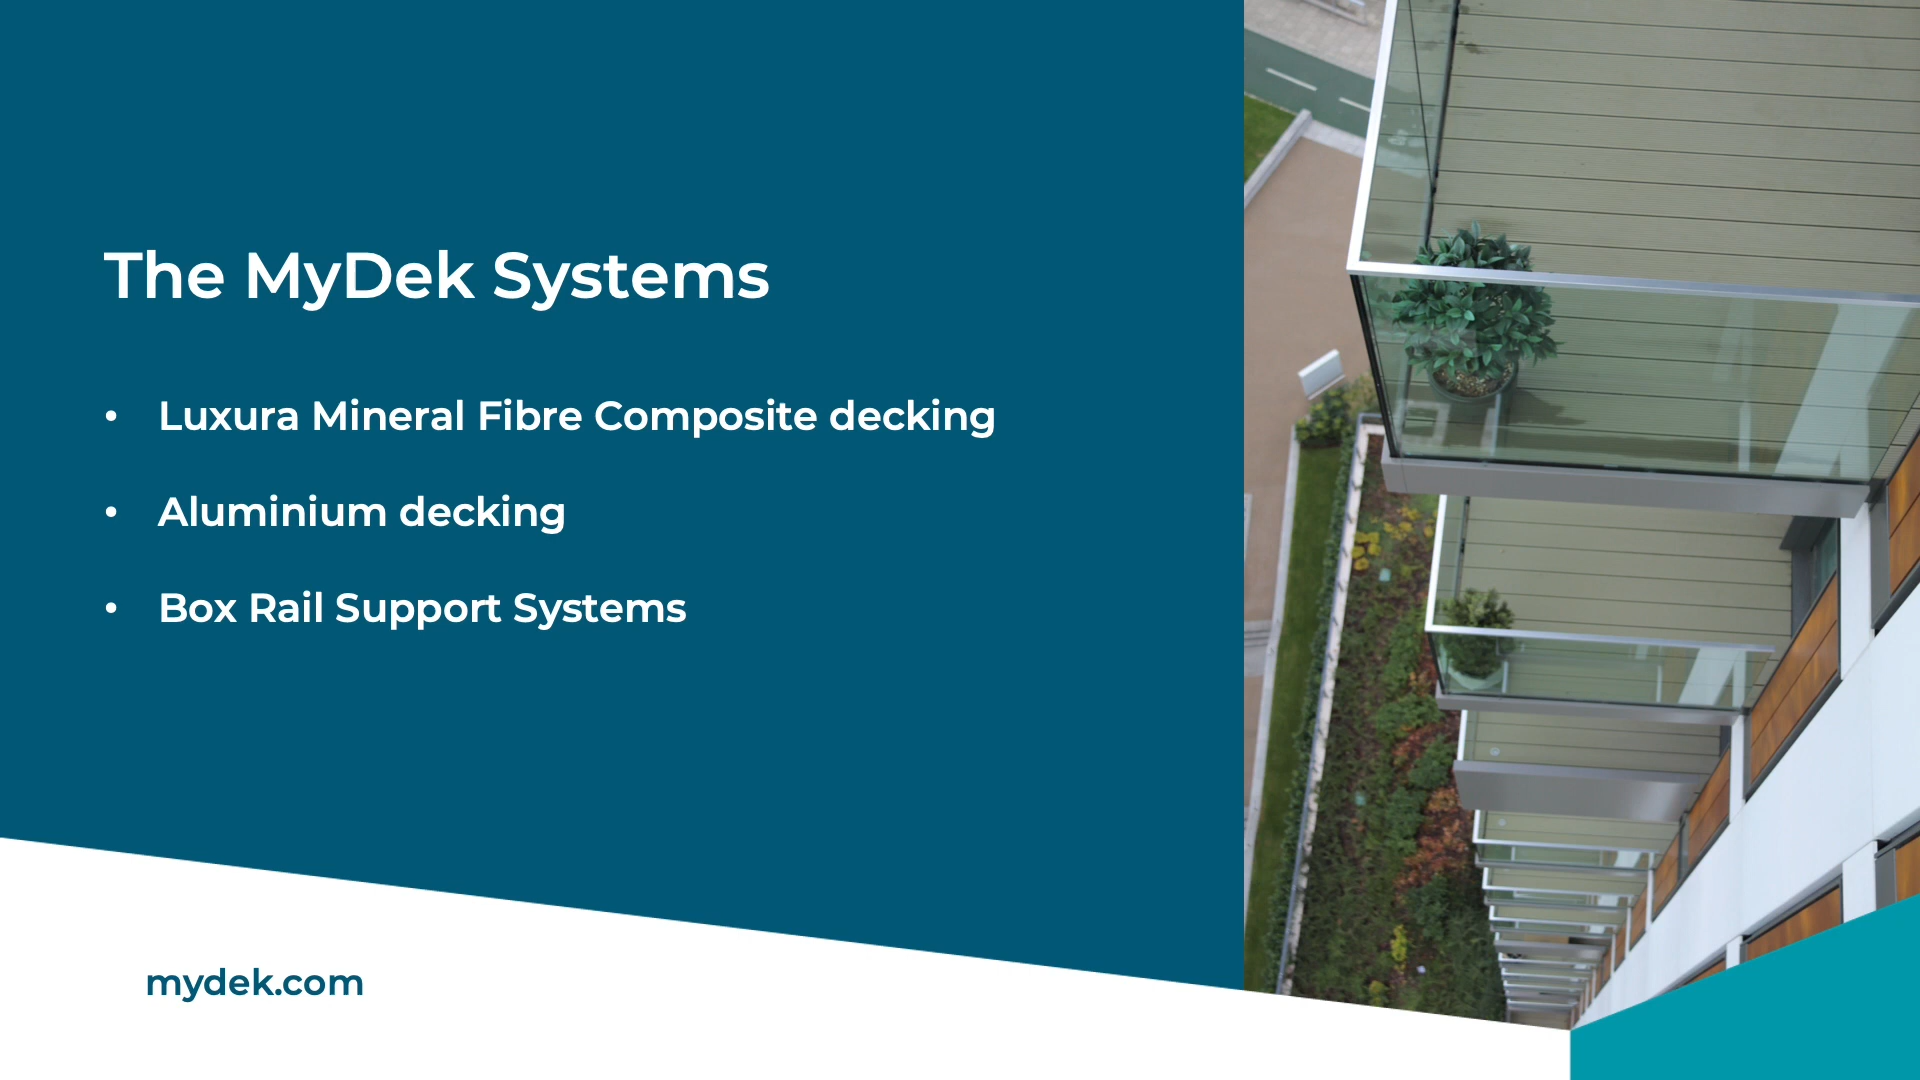 The MyDek Systems
• Luxura Mineral Fibre Composite decking
• Aluminium decking
• Box Rail Support Systems
mydek.com